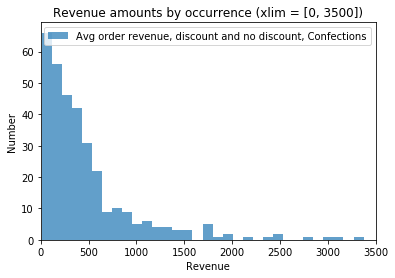 Revenue amounts by occurrence (xlim = [0, 3500])
Avg order revenue, discount and no discount, Confections
60
50
40
30
20
10
0
Number
0 500 1000 1500 2000 2500 3000 3500
Revenue